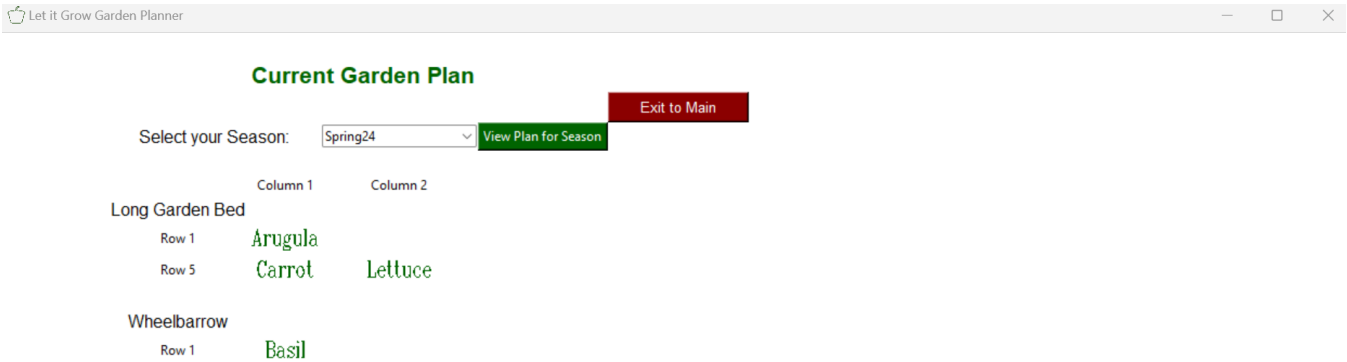 Let it Grow Garden Planner
Current Garden Plan
Exit to Main
Select your Season: Spring24 View Plan for Season
Column 1 Column 2
Long Garden Bed
Row 1 Arugula
Row 5 Carrot Lettuce
Wheelbarrow
Row 1 Basil